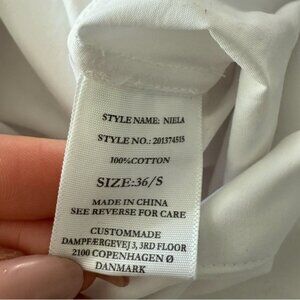 STYLE NAME: NIELA
STYLE NO.: 201374515
100%COTTON
SIZE:36/S
MADE IN CHINA
SEE REVERSE FOR CARE
CUSTOMMADE
DAMPFÆRGEVEJ 3, 3RD FLOOR
2100 COPENHAGEN Ø
DANMARK